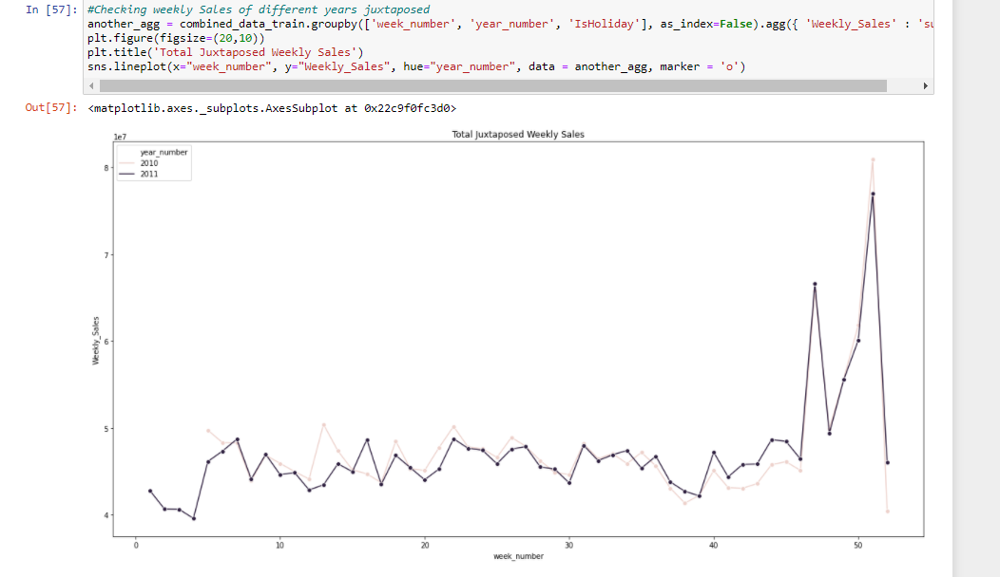 In [57]: #Checking weekly Sales of different years juxtaposed
another_agg = combined_data_train.groupby(['week_number', 'year_number', 'IsHoliday'], as_index=False).agg({ 'Weekly_Sales' : 'su
plt.figure(figsize=(20,10))
plt.title('Total Juxtaposed Weekly Sales')
sns.lineplot(x="week_number", y="Weekly_Sales", hue="year_number", data = another_agg, marker = 'o')
Out[57]: <matplotlib.axes._subplots.AxesSubplot at 0x22c9f0fc3d0>
Total Juxtaposed Weekly Sales
1e7
year_number
2010
2011
8
7
6
5
4
Weekly_Sales
0 10 20 30 40 50
week_number